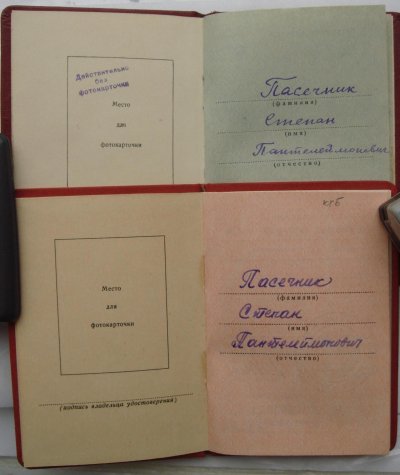 Действительно
без
фотокарточки
Место
для
фотокарточки
Пасечник
(фамилия)
Степан
(имя)
Пантелеймонович
(отчество)
кгб
Место
для
фотокарточки
(подпись владельца удостоверения)
Пасечник
(фамилия)
Степан
(имя)
Пантелеймонович
(отчество)